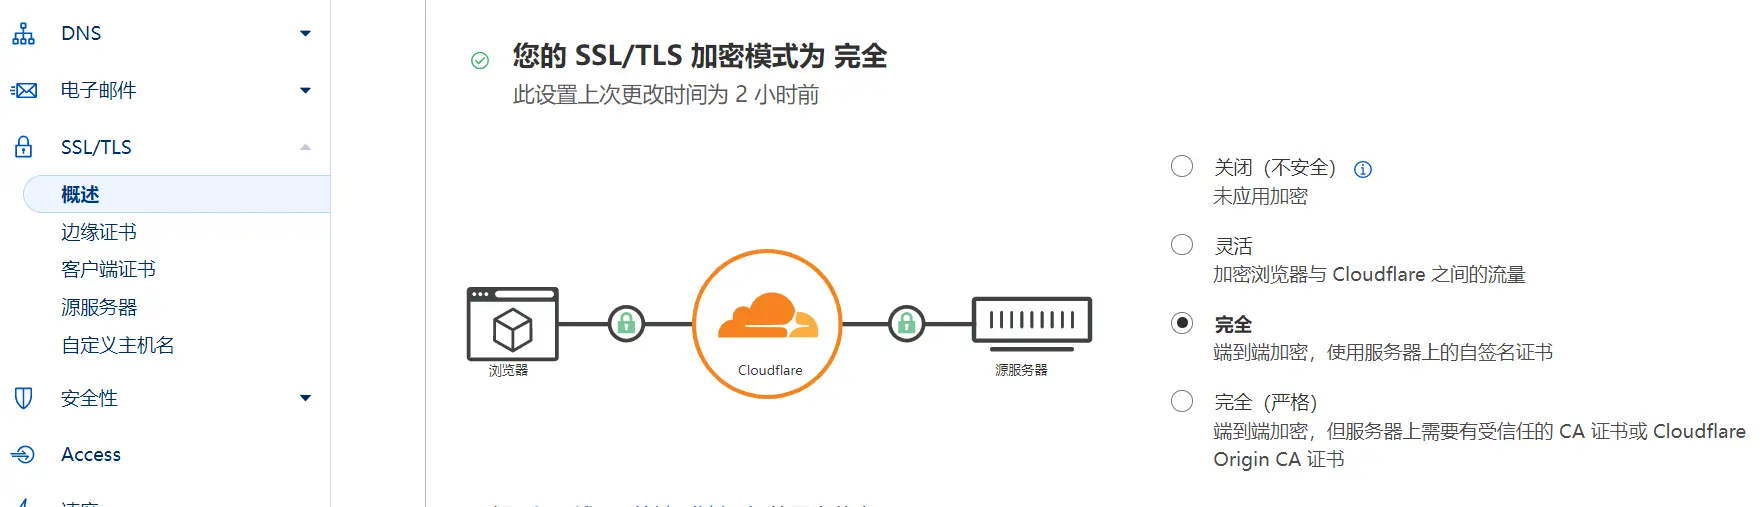 DNS
电子邮件
SSL/TLS
概述
边缘证书
客户端证书
源服务器
自定义主机名
安全性
Access
您的 SSL/TLS 加密模式为 完全
此设置上次更改时间为 2 小时前
浏览器
Cloudflare
源服务器
关闭（不安全）
未应用加密
灵活
加密浏览器与 Cloudflare 之间的流量
完全
端到端加密，使用服务器上的自签名证书
完全（严格）
端到端加密，但服务器上需要有受信任的 CA 证书或 Cloudflare
Origin CA 证书